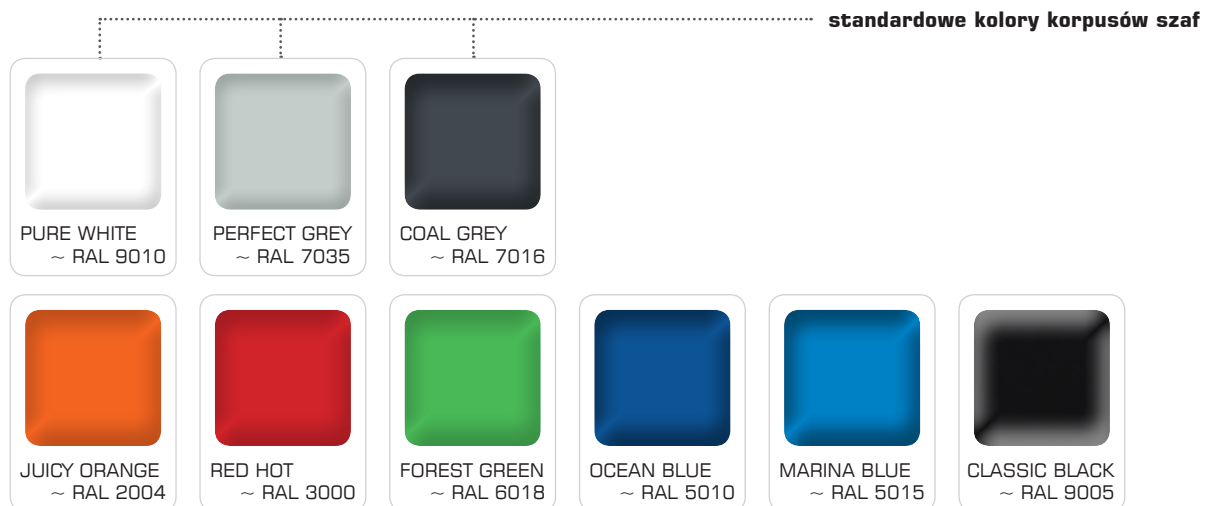 standardowe kolory korpusów szaf
PURE WHITE
~ RAL 9010
PERFECT GREY
~ RAL 7035
COAL GREY
~ RAL 7016
JUICY ORANGE
~ RAL 2004
RED HOT
~ RAL 3000
FOREST GREEN
~ RAL 6018
OCEAN BLUE
~ RAL 5010
MARINA BLUE
~ RAL 5015
CLASSIC BLACK
~ RAL 9005